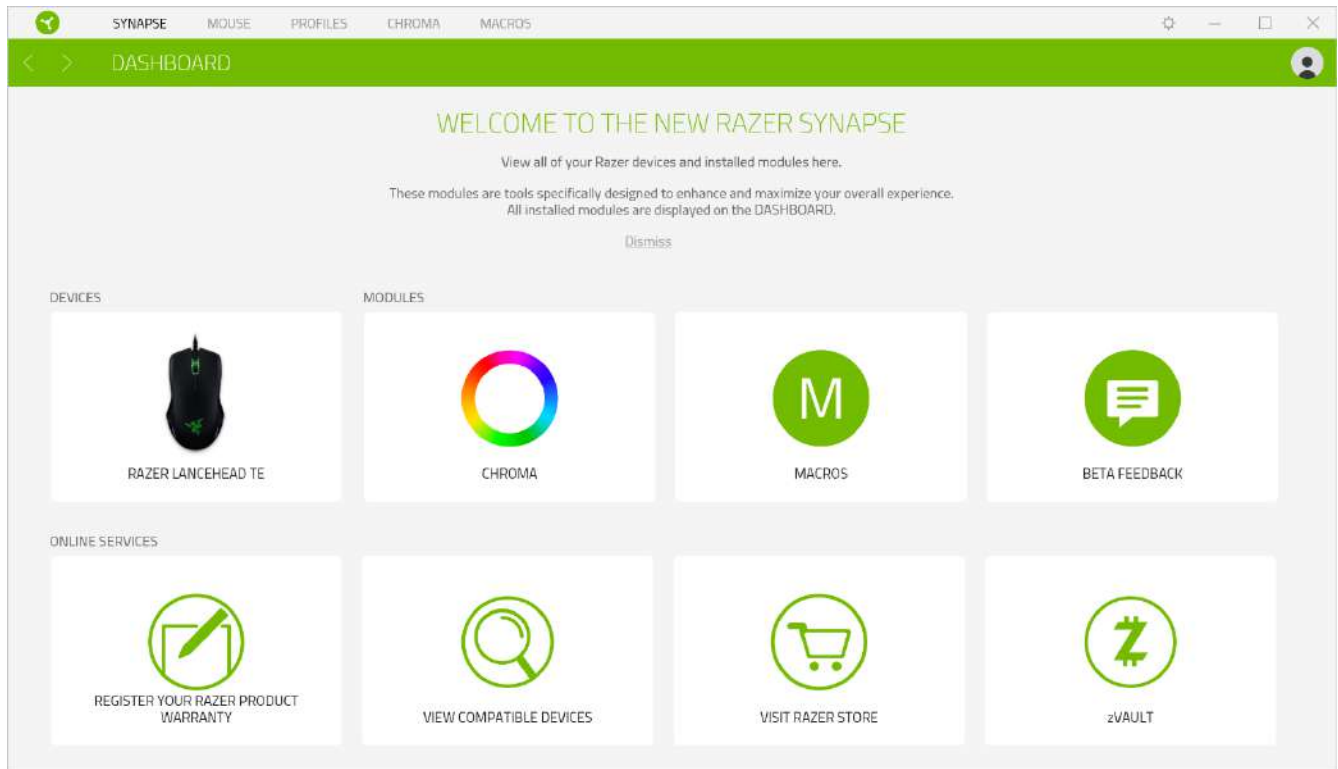 SYNAPSE MOUSE PROFILES CHROMA MACROS
DASHBOARD
WELCOME TO THE NEW RAZER SYNAPSE
View all of your Razer devices and installed modules here.
These modules are tools specifically designed to enhance and maximize your overall experience.
All installed modules are displayed on the DASHBOARD.
Dismiss
DEVICES
MODULES
RAZER LANCEHEAD TE
CHROMA
M
MACROS
BETA FEEDBACK
ONLINE SERVICES
REGISTER YOUR RAZER PRODUCT
WARRANTY
VIEW COMPATIBLE DEVICES
VISIT RAZER STORE
zVAULT